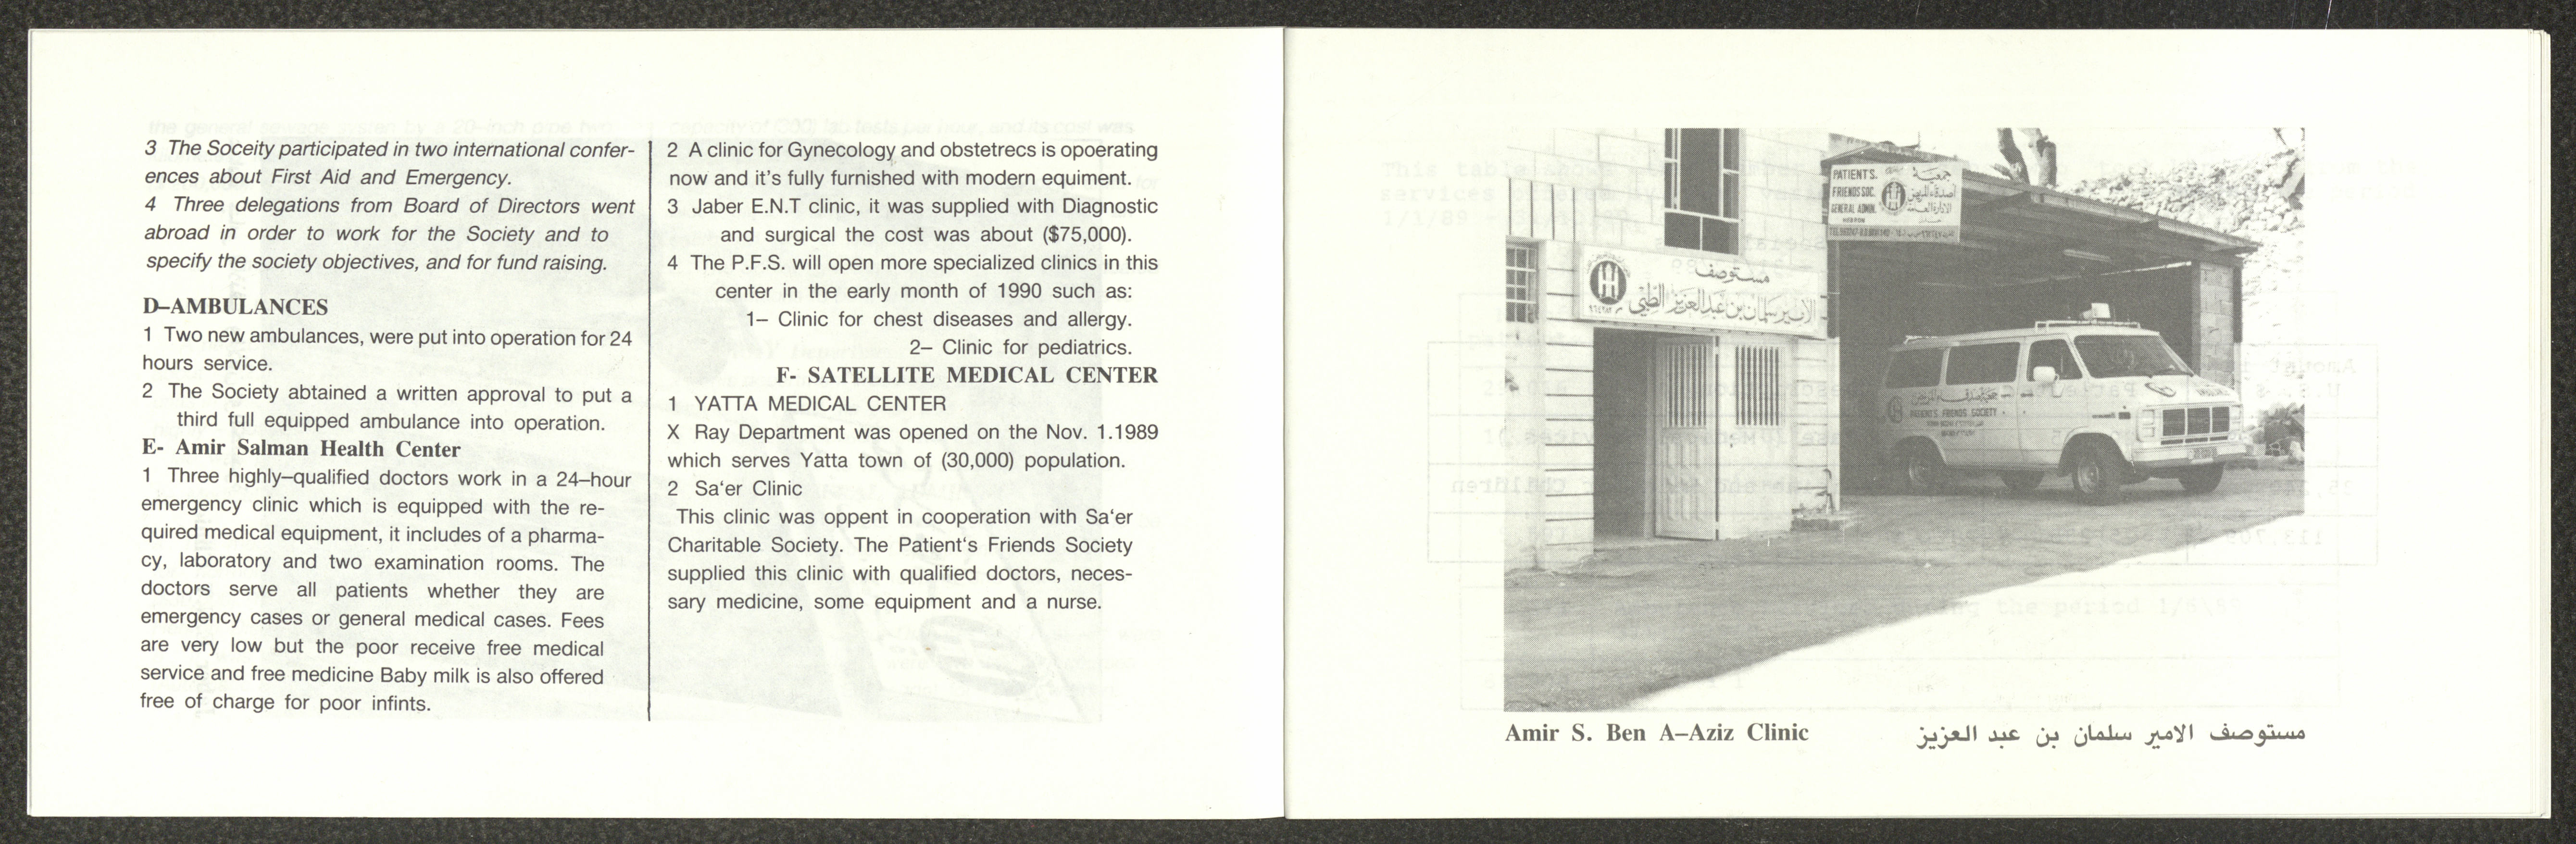 3 The Soceity participated in two international confer-
ences about First Aid and Emergency.
4 Three delegations from Board of Directors went
abroad in order to work for the Society and to
specify the society objectives, and for fund raising.
D–AMBULANCES
1 Two new ambulances, were put into operation for 24
hours service.
2 The Society abtained a written approval to put a
third full equipped ambulance into operation.
E- Amir Salman Health Center
1 Three highly–qualified doctors work in a 24–hour
emergency clinic which is equipped with the re-
quired medical equipment, it includes of a pharma-
cy, laboratory and two examination rooms. The
doctors serve all patients whether they are
emergency cases or general medical cases. Fees
are very low but the poor receive free medical
service and free medicine Baby milk is also offered
free of charge for poor infints.
2 A clinic for Gynecology and obstetrecs is opoerating
now and it's fully furnished with modern equiment.
3 Jaber E.N.T clinic, it was supplied with Diagnostic
and surgical the cost was about ($75,000).
4 The P.F.S. will open more specialized clinics in this
center in the early month of 1990 such as:
1– Clinic for chest diseases and allergy.
2– Clinic for pediatrics.
F- SATELLITE MEDICAL CENTER
1 YATTA MEDICAL CENTER
X Ray Department was opened on the Nov. 1.1989
which serves Yatta town of (30,000) population.
2 Sa‘er Clinic
This clinic was oppent in cooperation with Sa‘er
Charitable Society. The Patient‘s Friends Society
supplied this clinic with qualified doctors, neces-
sary medicine, some equipment and a nurse.
PATIENT'S.
FRIENDS SOC.
GENERAL ADMIN.
HEBRON
جمعية
أصدقاء المريض
الادارة العامة
مستوصف
الامير سلمان بن عبدالعزيز الطبي
PATIENT'S FRIENDS SOCIETY
Amir S. Ben A–Aziz Clinic
مستوصف الامير سلمان بن عبد العزيز